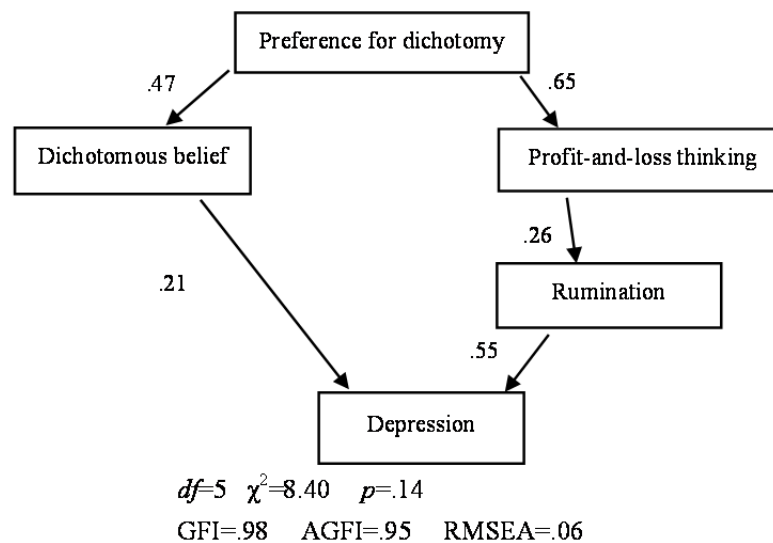 Preference for dichotomy
.47
.65
Dichotomous belief
Profit-and-loss thinking
.26
.21
Rumination
.55
Depression
df=5 χ²=8.40 p=.14
GFI=.98 AGFI=.95 RMSEA=.06